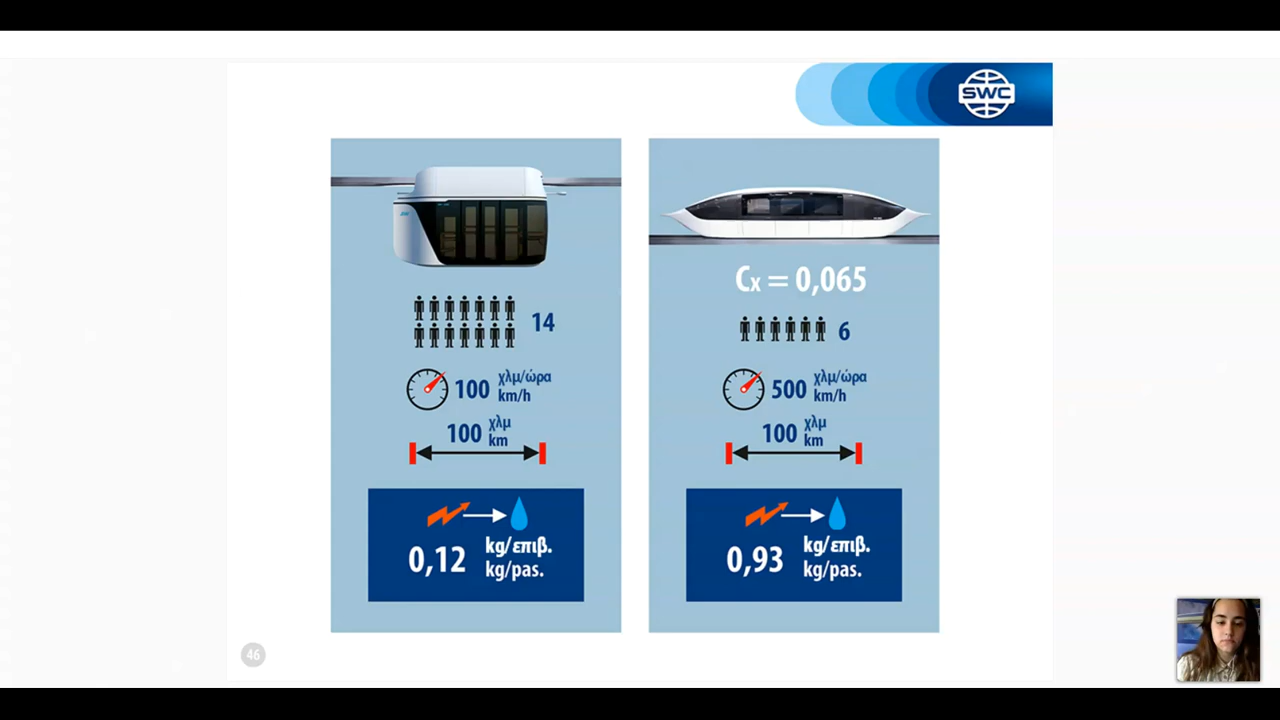 SWC
14
100 χλμ/ώρα
km/h
100 χλμ
km
0,12 kg/επιβ.
kg/pas.
Cx = 0,065
6
500 χλμ/ώρα
km/h
100 χλμ
km
0,93 kg/επιβ.
kg/pas.
46